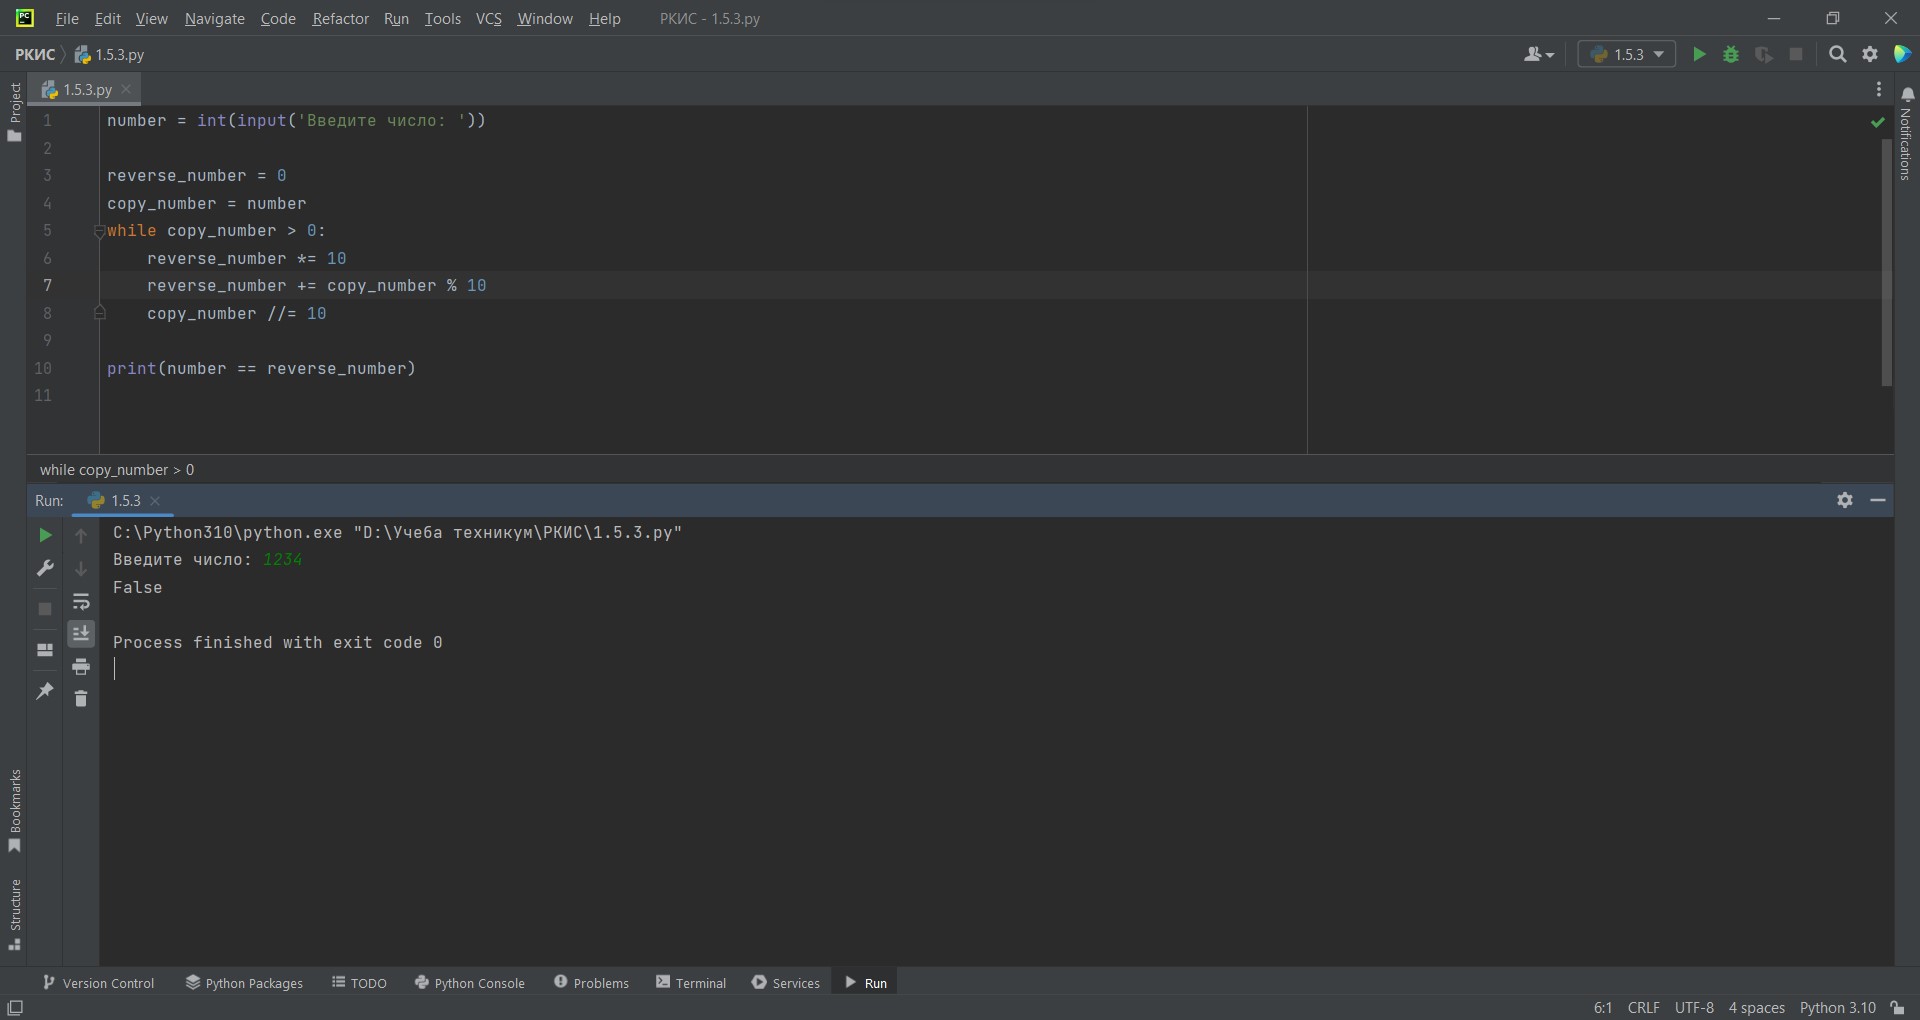 File Edit View Navigate Code Refactor Run Tools VCS Window Help РКИС - 1.5.3.py
РКИС 1.5.3.py 1.5.3
Project
1.5.3.py
Notifications
1 number = int(input('Введите число: '))
2
3 reverse_number = 0
4 copy_number = number
5 while copy_number > 0:
6 reverse_number *= 10
7 reverse_number += copy_number % 10
8 copy_number //= 10
9
10 print(number == reverse_number)
11
while copy_number > 0
Run: 1.5.3
C:\Python310\python.exe "D:\Учеба техникум\РКИС\1.5.3.py"
Введите число: 1234
False
Process finished with exit code 0
Bookmarks
Structure
Version Control Python Packages TODO Python Console Problems Terminal Services Run
6:1 CRLF UTF-8 4 spaces Python 3.10